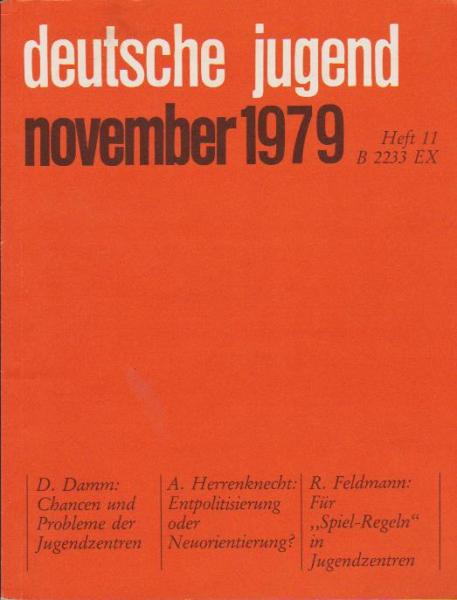 deutsche jugend
november 1979
Heft 11
B 2233 EX
D. Damm:
Chancen und
Probleme der
Jugendzentren
A. Herrenknecht:
Entpolitisierung
oder
Neuorientierung?
R. Feldmann:
Für
„Spiel-Regeln“
in
Jugendzentren